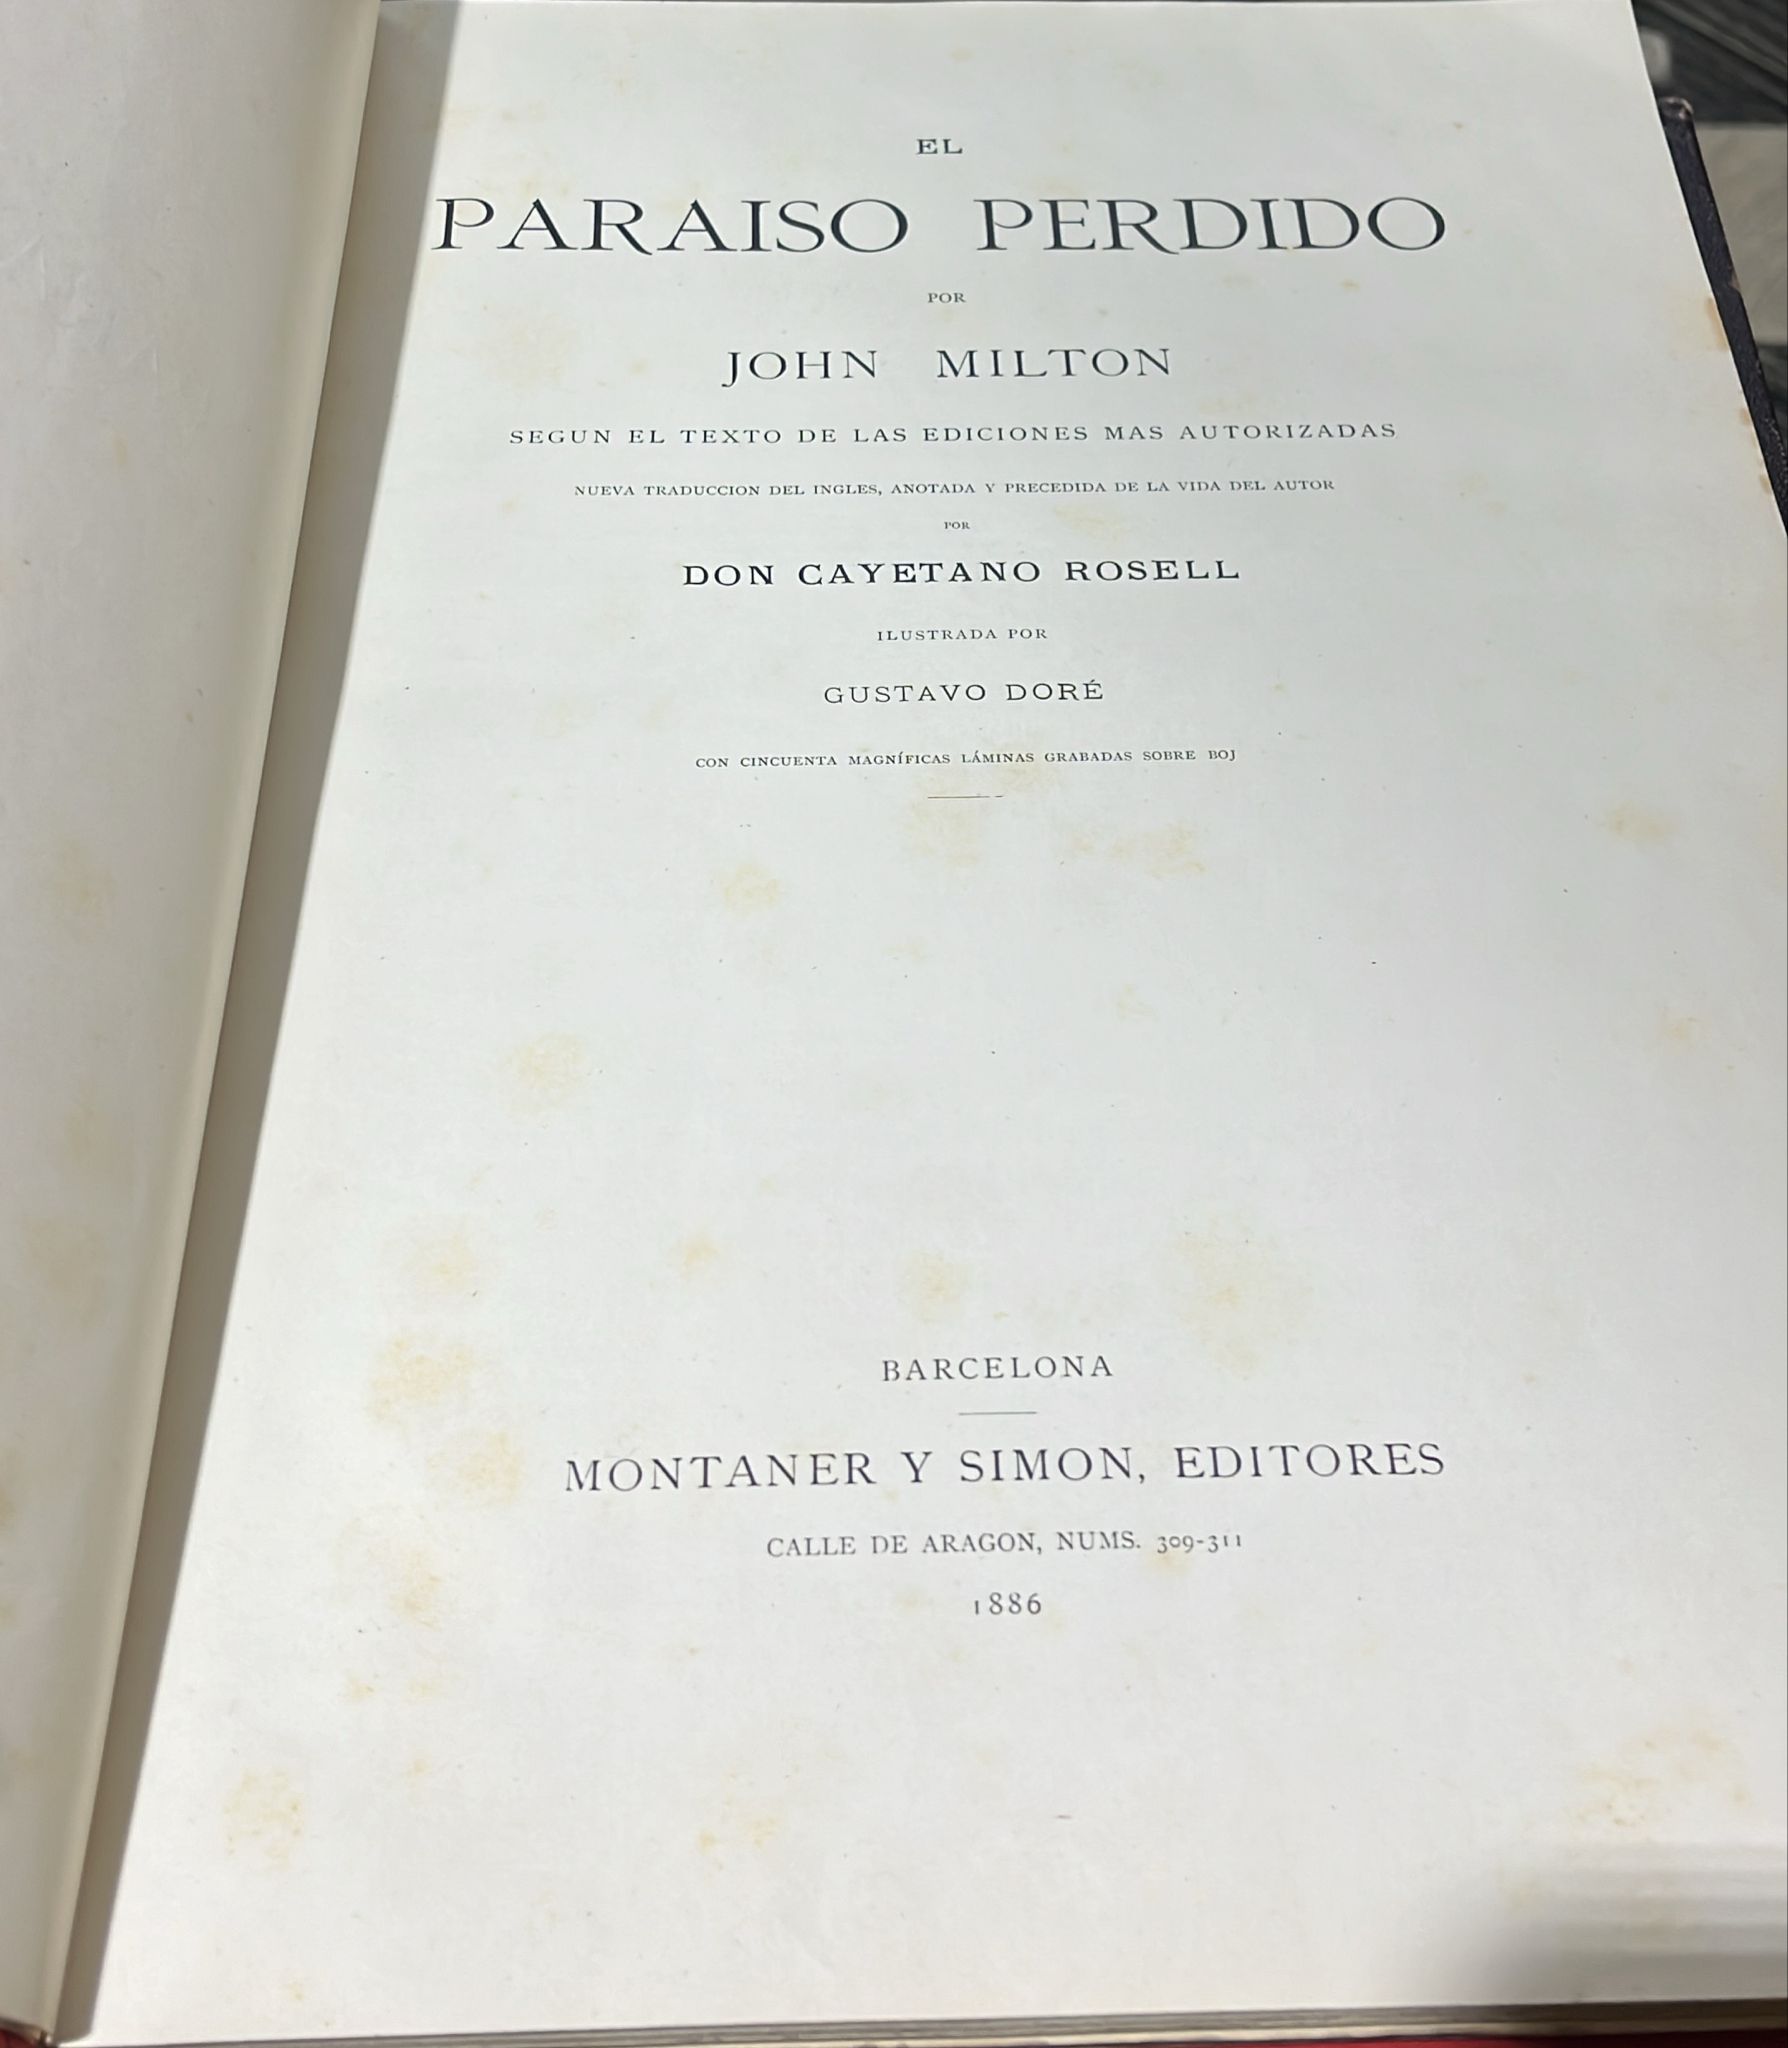 EL
PARAISO PERDIDO
POR
JOHN MILTON
SEGUN EL TEXTO DE LAS EDICIONES MAS AUTORIZADAS
NUEVA TRADUCCION DEL INGLES, ANOTADA Y PRECEDIDA DE LA VIDA DEL AUTOR
POR
DON CAYETANO ROSELL
ILUSTRADA POR
GUSTAVO DORÉ
CON CINCUENTA MAGNÍFICAS LÁMINAS GRABADAS SOBRE BOJ
BARCELONA
MONTANER Y SIMON, EDITORES
CALLE DE ARAGON, NUMS. 309-311
1886